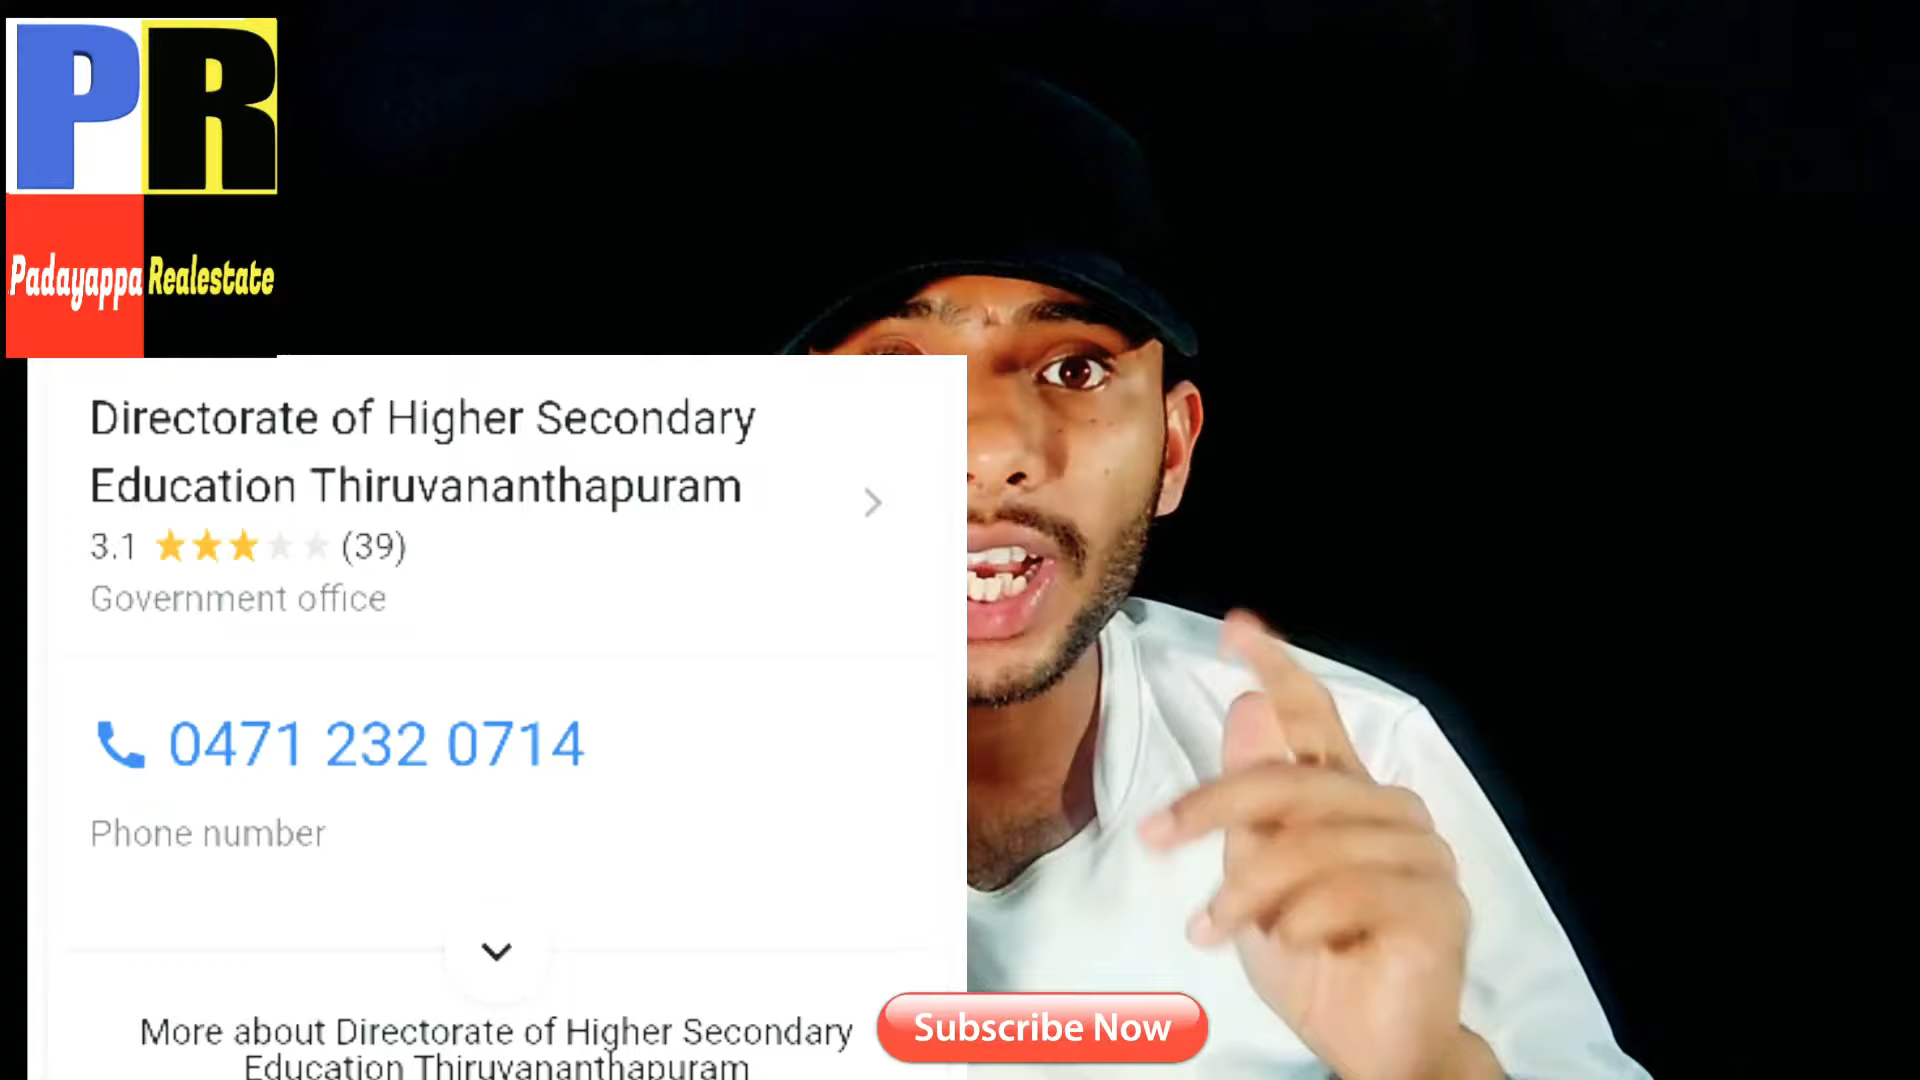 PR
Padayappa Realestate
Directorate of Higher Secondary
Education Thiruvananthapuram
3.1 (39)
Government office
0471 232 0714
Phone number
More about Directorate of Higher Secondary
Education Thiruvananthapuram
Subscribe Now